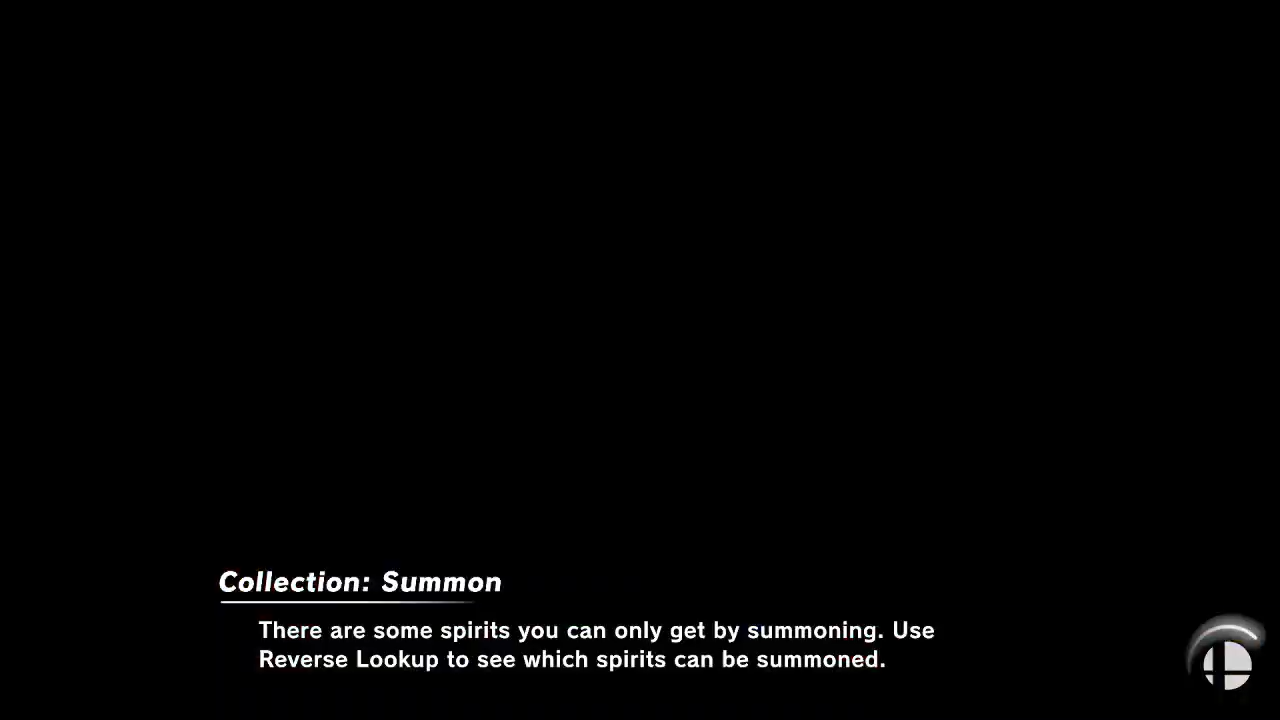 Collection: Summon
There are some spirits you can only get by summoning. Use
Reverse Lookup to see which spirits can be summoned.